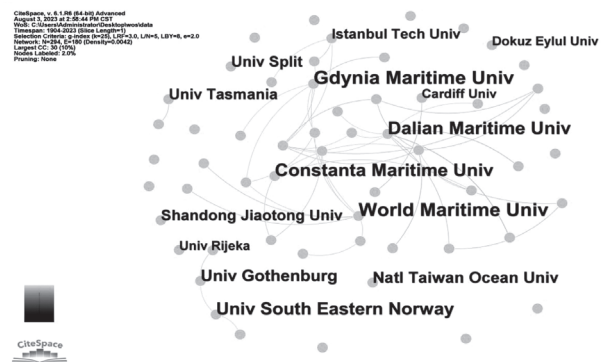 CiteSpace, v. 6.1.R6 (64-bit) Advanced
August 3, 2023 at 2:58:44 PM CST
WoS: C:\Users\Administrator\Desktop\wos\data
Timespan: 1904-2023 (Slice Length=1)
Selection Criteria: g-index (k=25), LRF=3.0, L/N=5, LBY=8, e=2.0
Network: N=294, E=180 (Density=0.0042)
Largest CC: 30 (10%)
Nodes Labeled: 2.0%
Pruning: None
Istanbul Tech Univ
Dokuz Eylul Univ
Univ Split
Gdynia Maritime Univ
Univ Tasmania
Cardiff Univ
Dalian Maritime Univ
Constanta Maritime Univ
Shandong Jiaotong Univ
World Maritime Univ
Univ Rijeka
Univ Gothenburg
Natl Taiwan Ocean Univ
Univ South Eastern Norway
CiteSpace